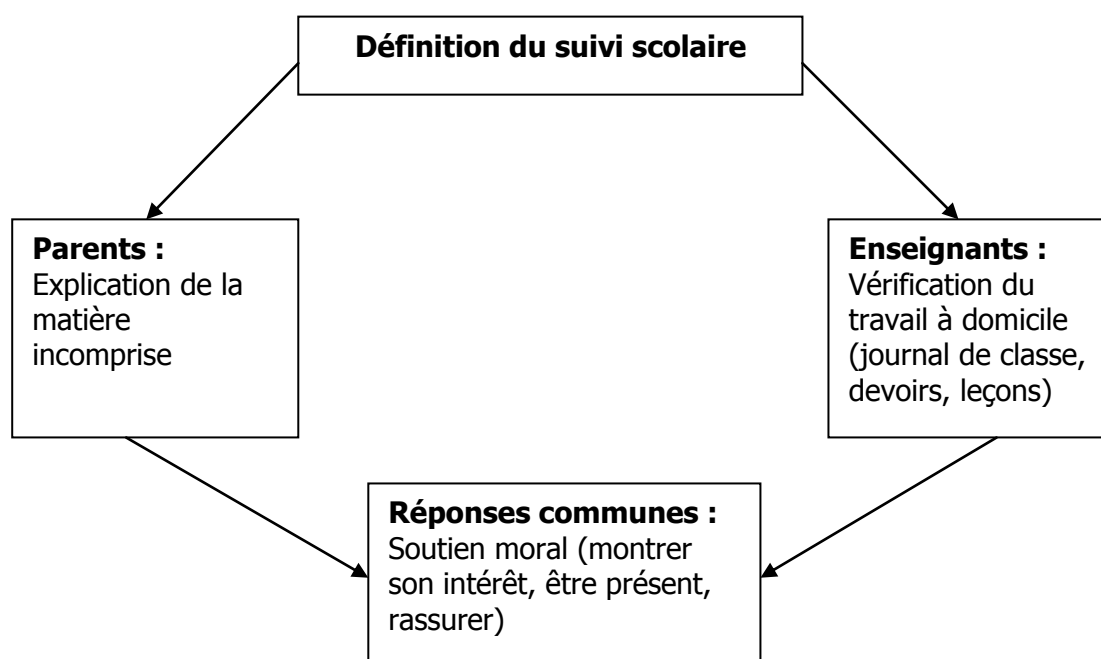 Définition du suivi scolaire
Parents :
Explication de la
matière
incomprise
Enseignants :
Vérification du
travail à domicile
(journal de classe,
devoirs, leçons)
Réponses communes :
Soutien moral (montrer
son intérêt, être présent,
rassurer)